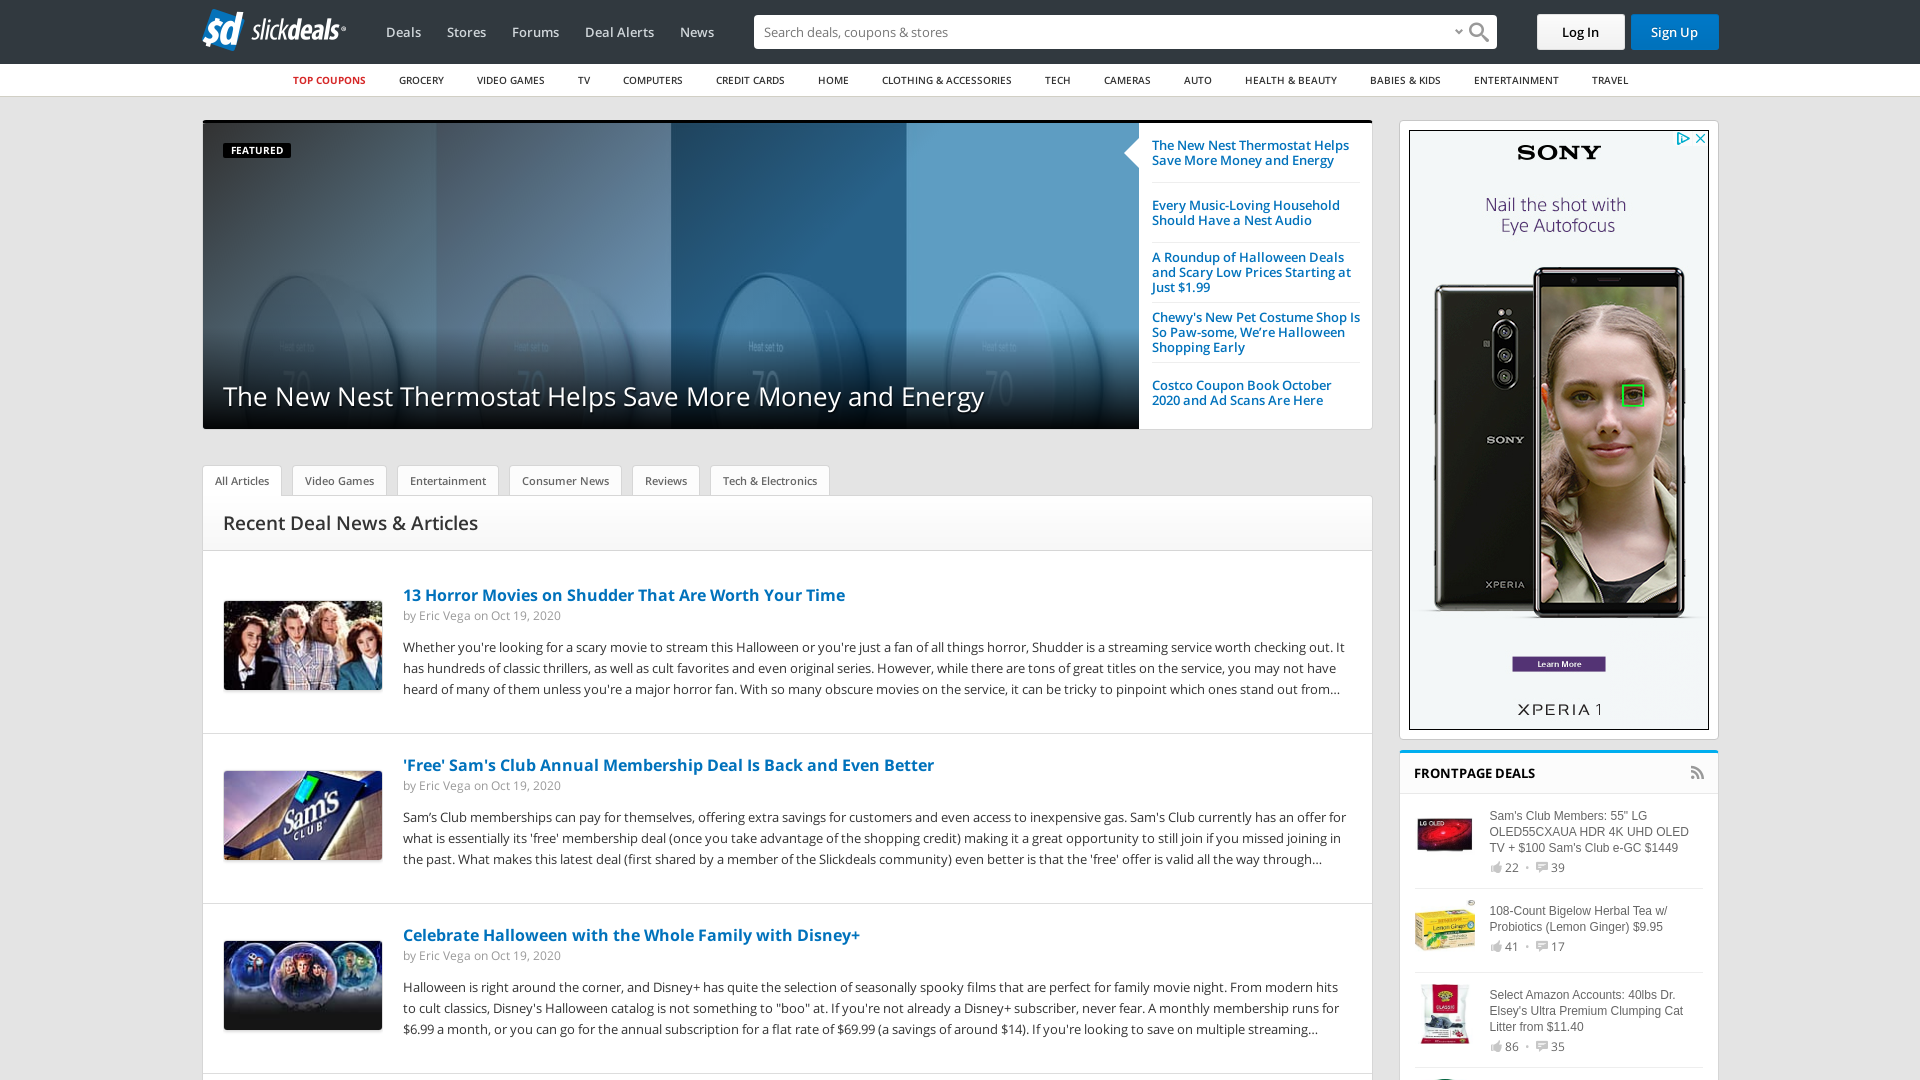 sd slickdeals
Deals
Stores
Forums
Deal Alerts
News
Search deals, coupons & stores
Log In
Sign Up
TOP COUPONS
GROCERY
VIDEO GAMES
TV
COMPUTERS
CREDIT CARDS
HOME
CLOTHING & ACCESSORIES
TECH
CAMERAS
AUTO
HEALTH & BEAUTY
BABIES & KIDS
ENTERTAINMENT
TRAVEL
FEATURED
Heat set to
70
Heat set to
70
Heat set to
70
Heat set to
70
The New Nest Thermostat Helps Save More Money and Energy
The New Nest Thermostat Helps
Save More Money and Energy
Every Music-Loving Household
Should Have a Nest Audio
A Roundup of Halloween Deals
and Scary Low Prices Starting at
Just $1.99
Chewy's New Pet Costume Shop Is
So Paw-some, We’re Halloween
Shopping Early
Costco Coupon Book October
2020 and Ad Scans Are Here
SONY
Nail the shot with
Eye Autofocus
SONY
XPERIA
Learn More
XPERIA 1
All Articles
Video Games
Entertainment
Consumer News
Reviews
Tech & Electronics
Recent Deal News & Articles
13 Horror Movies on Shudder That Are Worth Your Time
by Eric Vega on Oct 19, 2020
Whether you're looking for a scary movie to stream this Halloween or you're just a fan of all things horror, Shudder is a streaming service worth checking out. It
has hundreds of classic thrillers, as well as cult favorites and even original series. However, while there are tons of great titles on the service, you may not have
heard of many of them unless you're a major horror fan. With so many obscure movies on the service, it can be tricky to pinpoint which ones stand out from…
Sam's
CLUB
'Free' Sam's Club Annual Membership Deal Is Back and Even Better
by Eric Vega on Oct 19, 2020
Sam’s Club memberships can pay for themselves, offering extra savings for customers and even access to inexpensive gas. Sam's Club currently has an offer for
what is essentially its 'free' membership deal (once you take advantage of the shopping credit) making it a great opportunity to still join if you missed joining in
the past. What makes this latest deal (first shared by a member of the Slickdeals community) even better is that the 'free' offer is valid all the way through…
Celebrate Halloween with the Whole Family with Disney+
by Eric Vega on Oct 19, 2020
Halloween is right around the corner, and Disney+ has quite the selection of seasonally spooky films that are perfect for family movie night. From modern hits
to cult classics, Disney's Halloween catalog is not something to "boo" at. If you're not already a Disney+ subscriber, never fear. A monthly membership runs for
$6.99 a month, or you can go for the annual subscription for a flat rate of $69.99 (a savings of around $14). If you're looking to save on multiple streaming…
FRONTPAGE DEALS
LG OLED
Sam's Club Members: 55" LG
OLED55CXAUA HDR 4K UHD OLED
TV + $100 Sam's Club e-GC $1449
22 • 39
Lemon Ginger
108-Count Bigelow Herbal Tea w/
Probiotics (Lemon Ginger) $9.95
41 • 17
CLASSIC
Select Amazon Accounts: 40lbs Dr.
Elsey's Ultra Premium Clumping Cat
Litter from $11.40
86 • 35